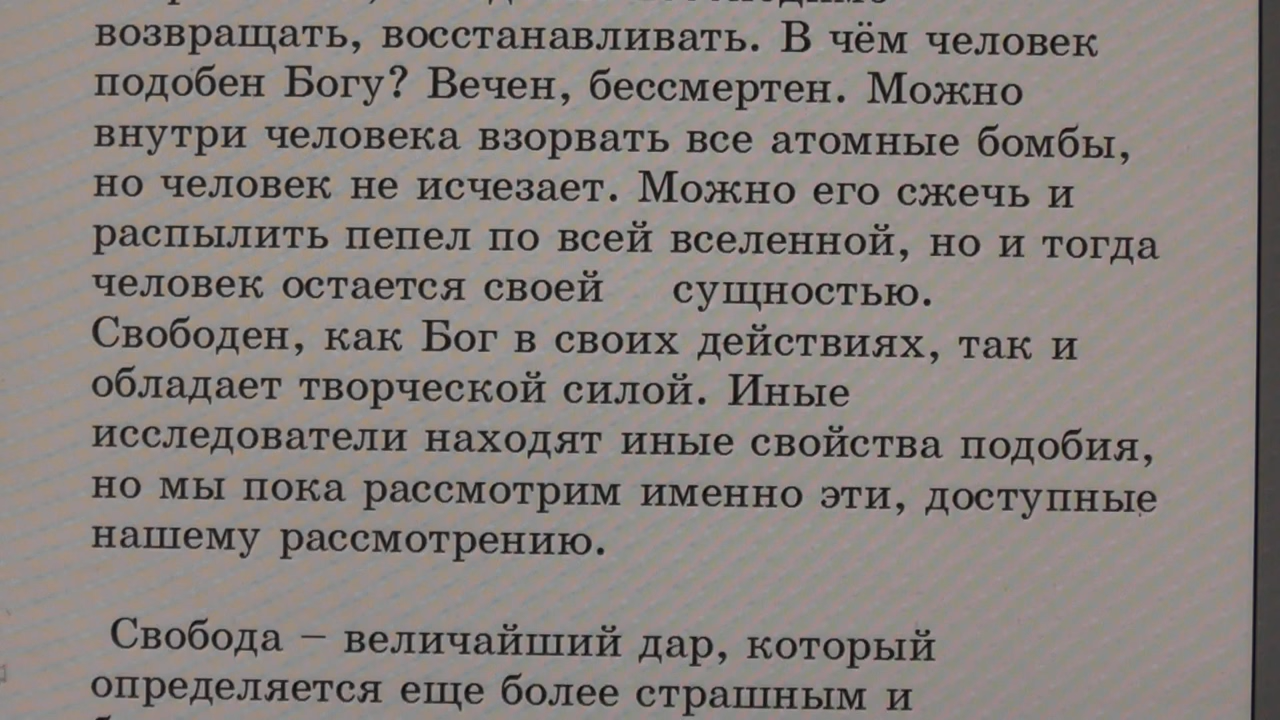 возвращать, восстанавливать. В чём человек
подобен Богу? Вечен, бессмертен. Можно
внутри человека взорвать все атомные бомбы,
но человек не исчезает. Можно его сжечь и
распылить пепел по всей вселенной, но и тогда
человек остается своей сущностью.
Свободен, как Бог в своих действиях, так и
обладает творческой силой. Иные
исследователи находят иные свойства подобия,
но мы пока рассмотрим именно эти, доступные
нашему рассмотрению.
Свобода – величайший дар, который
определяется еще более страшным и